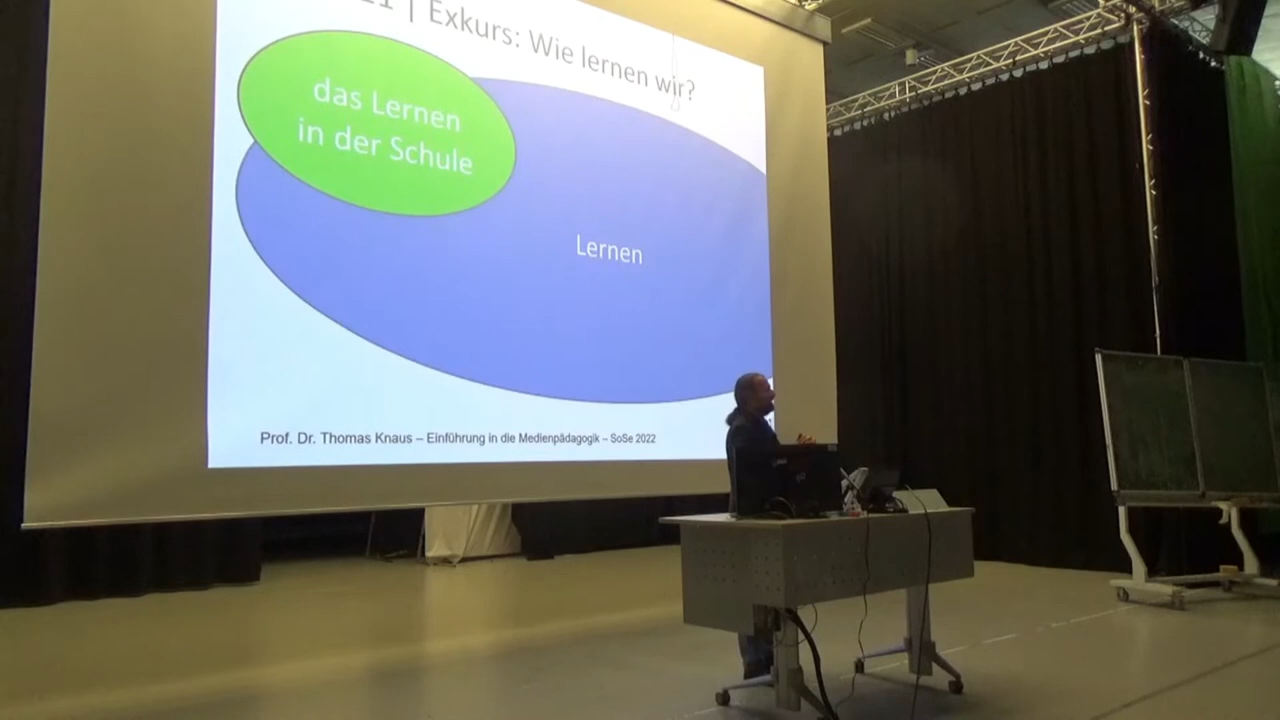 11 | Exkurs: Wie lernen wir?
das Lernen
in der Schule
Lernen
Prof. Dr. Thomas Knaus – Einführung in die Medienpädagogik – SoSe 2022